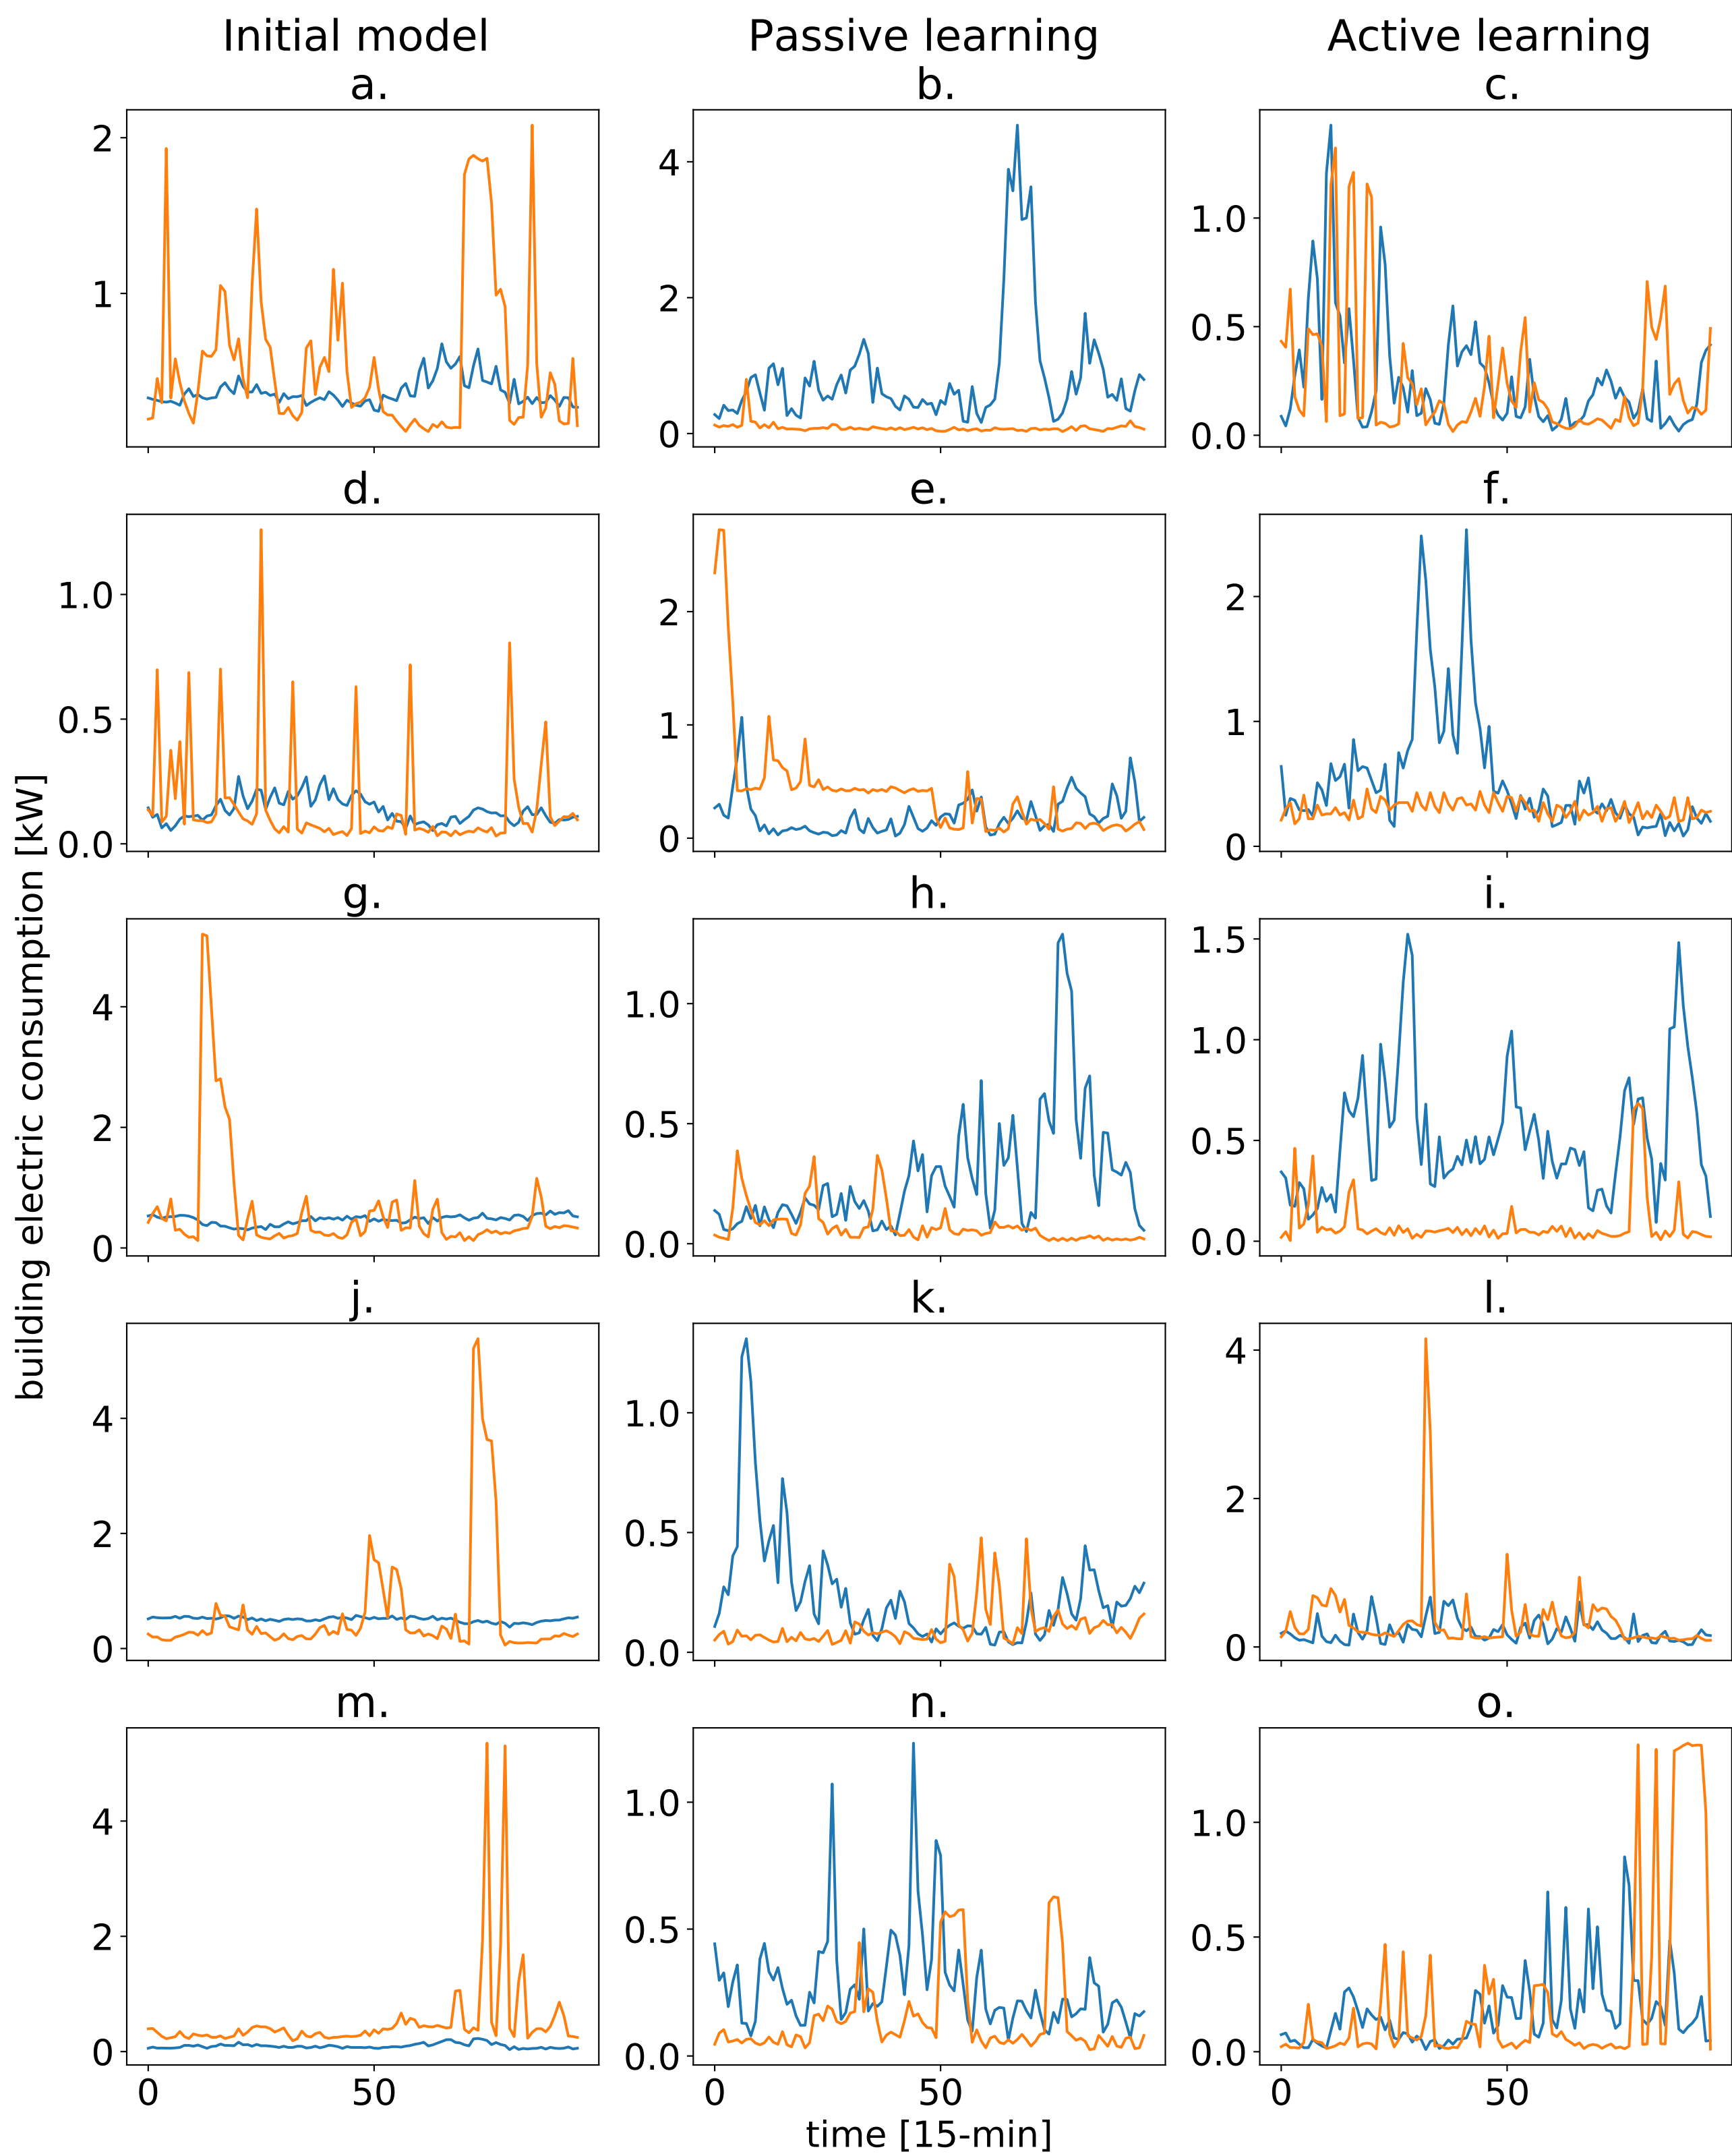 Initial model
Passive learning
Active learning
a.
b.
c.
2
1
4
2
0
1.0
0.5
0.0
d.
e.
f.
1.0
0.5
0.0
2
1
0
2
1
0
building electric consumption [kW]
g.
h.
i.
4
2
0
1.0
0.5
0.0
1.5
1.0
0.5
0.0
j.
k.
l.
4
2
0
1.0
0.5
0.0
4
2
0
m.
n.
o.
4
2
0
1.0
0.5
0.0
1.0
0.5
0.0
0 50
0 50
0 50
time [15-min]